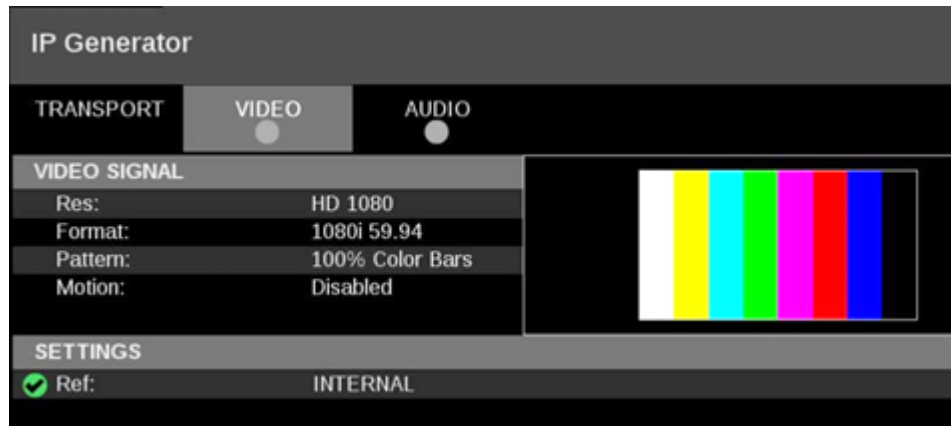 IP Generator
TRANSPORT VIDEO AUDIO
VIDEO SIGNAL
Res: HD 1080
Format: 1080i 59.94
Pattern: 100% Color Bars
Motion: Disabled
SETTINGS
Ref: INTERNAL